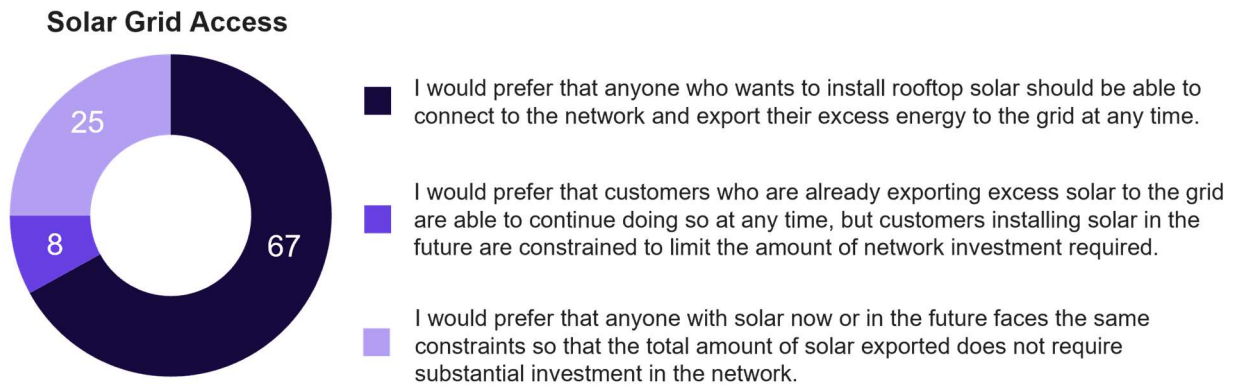 Solar Grid Access
25
8
67
I would prefer that anyone who wants to install rooftop solar should be able to
connect to the network and export their excess energy to the grid at any time.
I would prefer that customers who are already exporting excess solar to the grid
are able to continue doing so at any time, but customers installing solar in the
future are constrained to limit the amount of network investment required.
I would prefer that anyone with solar now or in the future faces the same
constraints so that the total amount of solar exported does not require
substantial investment in the network.